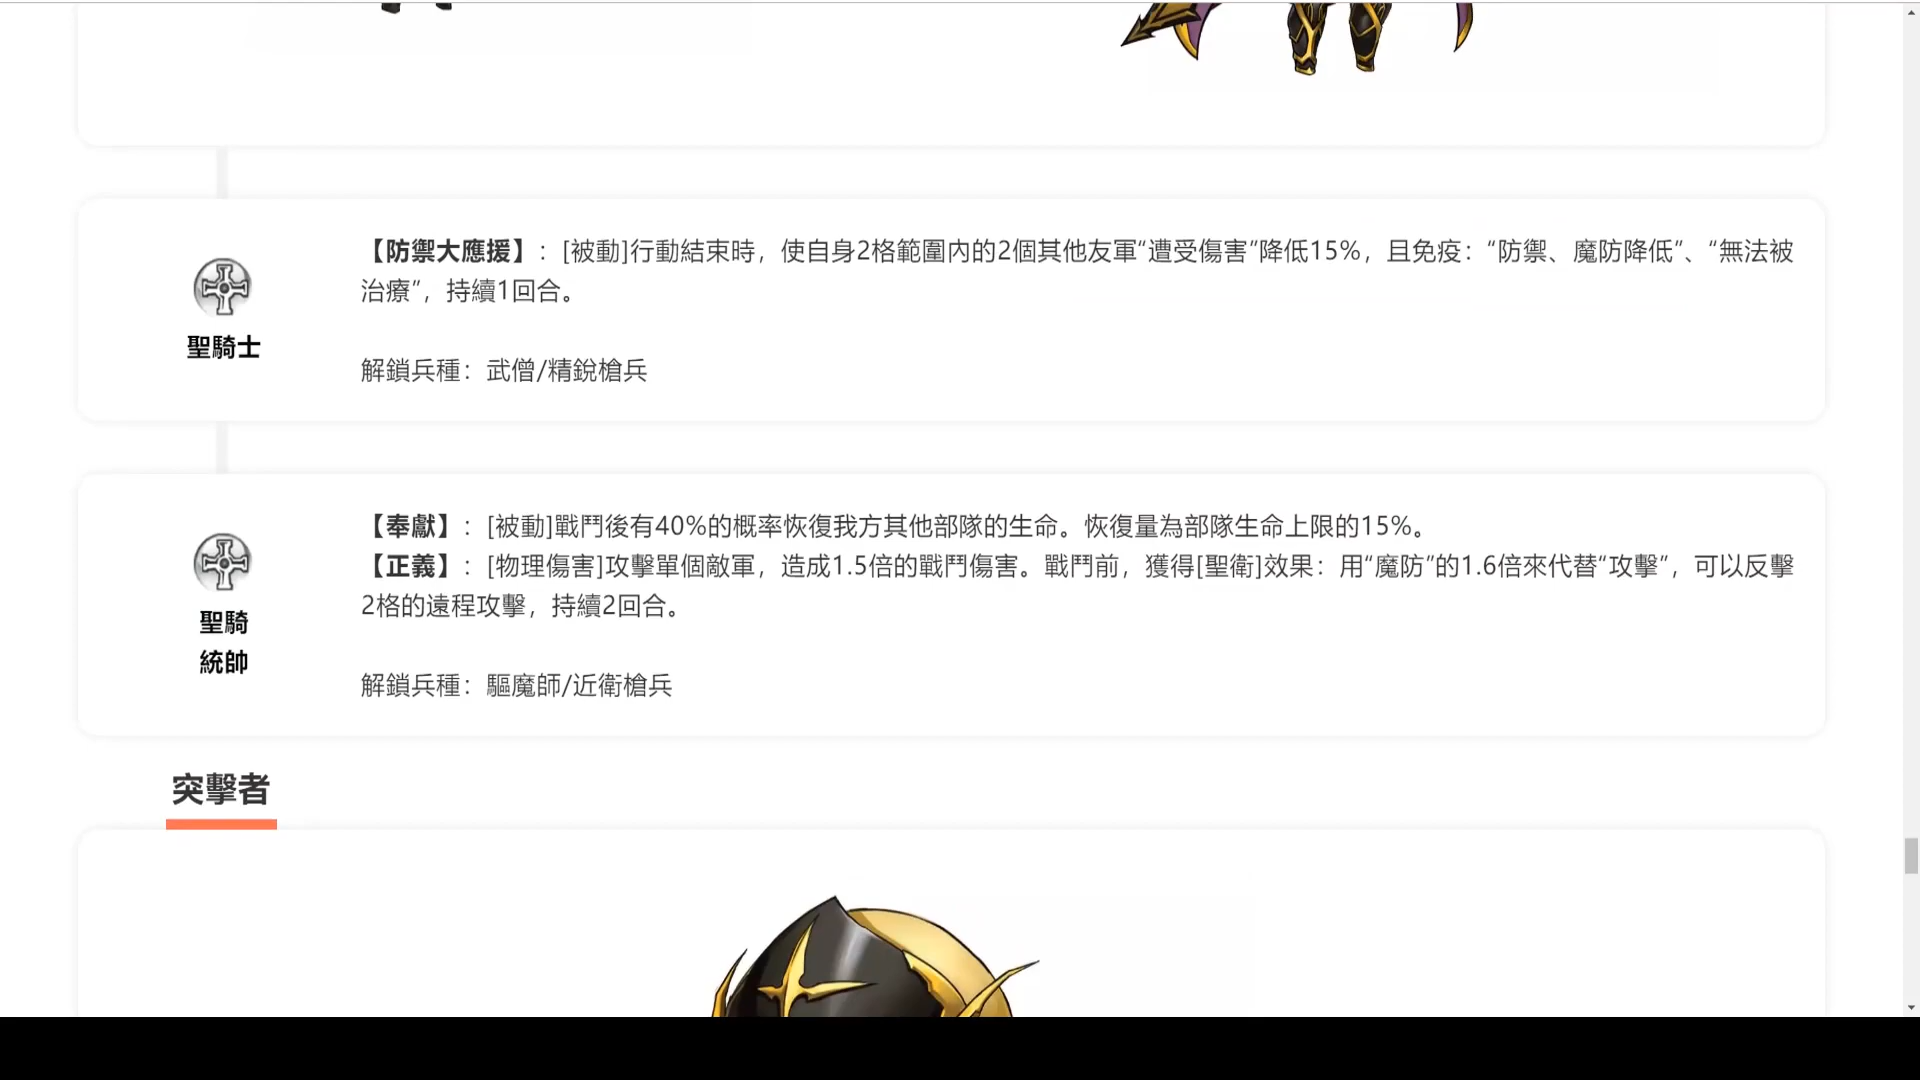 聖騎士
【防禦大應援】：[被動]行動結束時，使自身2格範圍內的2個其他友軍“遭受傷害”降低15%，且免疫：“防禦、魔防降低”、“無法被
治療”，持續1回合。
解鎖兵種：武僧/精銳槍兵
聖騎
統帥
【奉獻】：[被動]戰鬥後有40%的概率恢復我方其他部隊的生命。恢復量為部隊生命上限的15%。
【正義】：[物理傷害]攻擊單個敵軍，造成1.5倍的戰鬥傷害。戰鬥前，獲得[聖衛]效果：用“魔防”的1.6倍來代替“攻擊”，可以反擊
2格的遠程攻擊，持續2回合。
解鎖兵種：驅魔師/近衛槍兵
突擊者